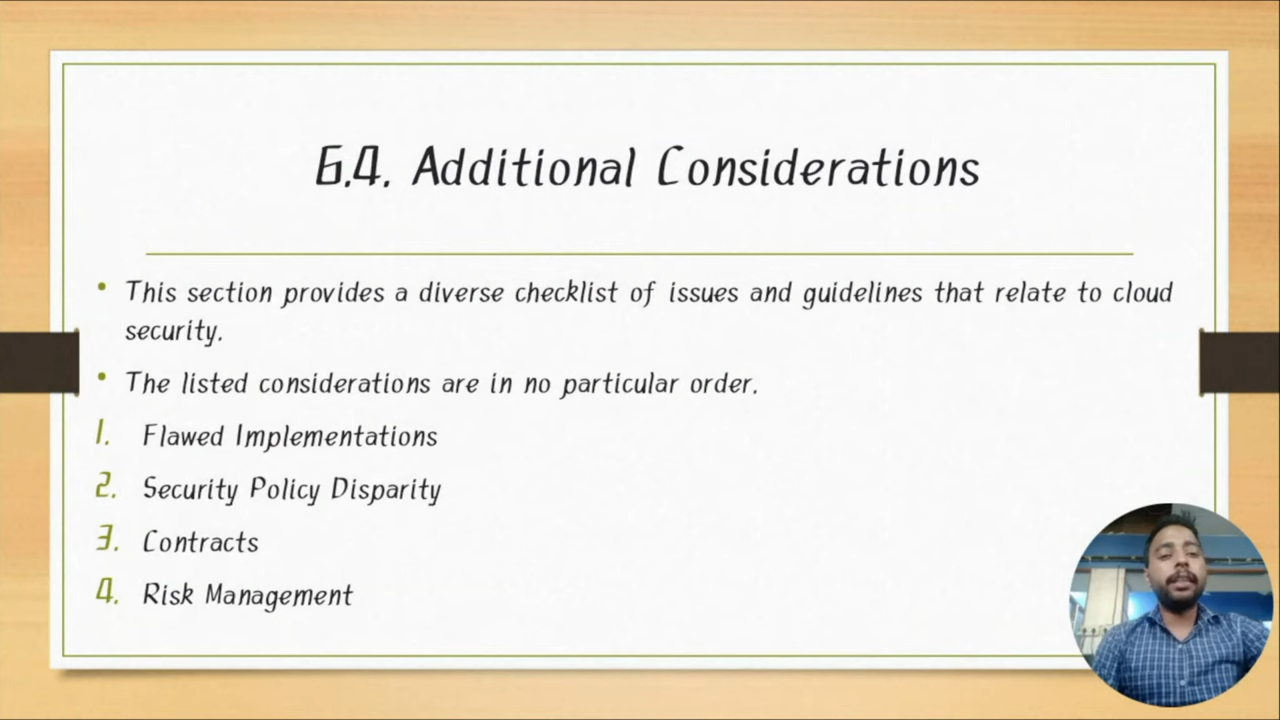 6.4. Additional Considerations
• This section provides a diverse checklist of issues and guidelines that relate to cloud
security.
• The listed considerations are in no particular order.
1. Flawed Implementations
2. Security Policy Disparity
3. Contracts
4. Risk Management